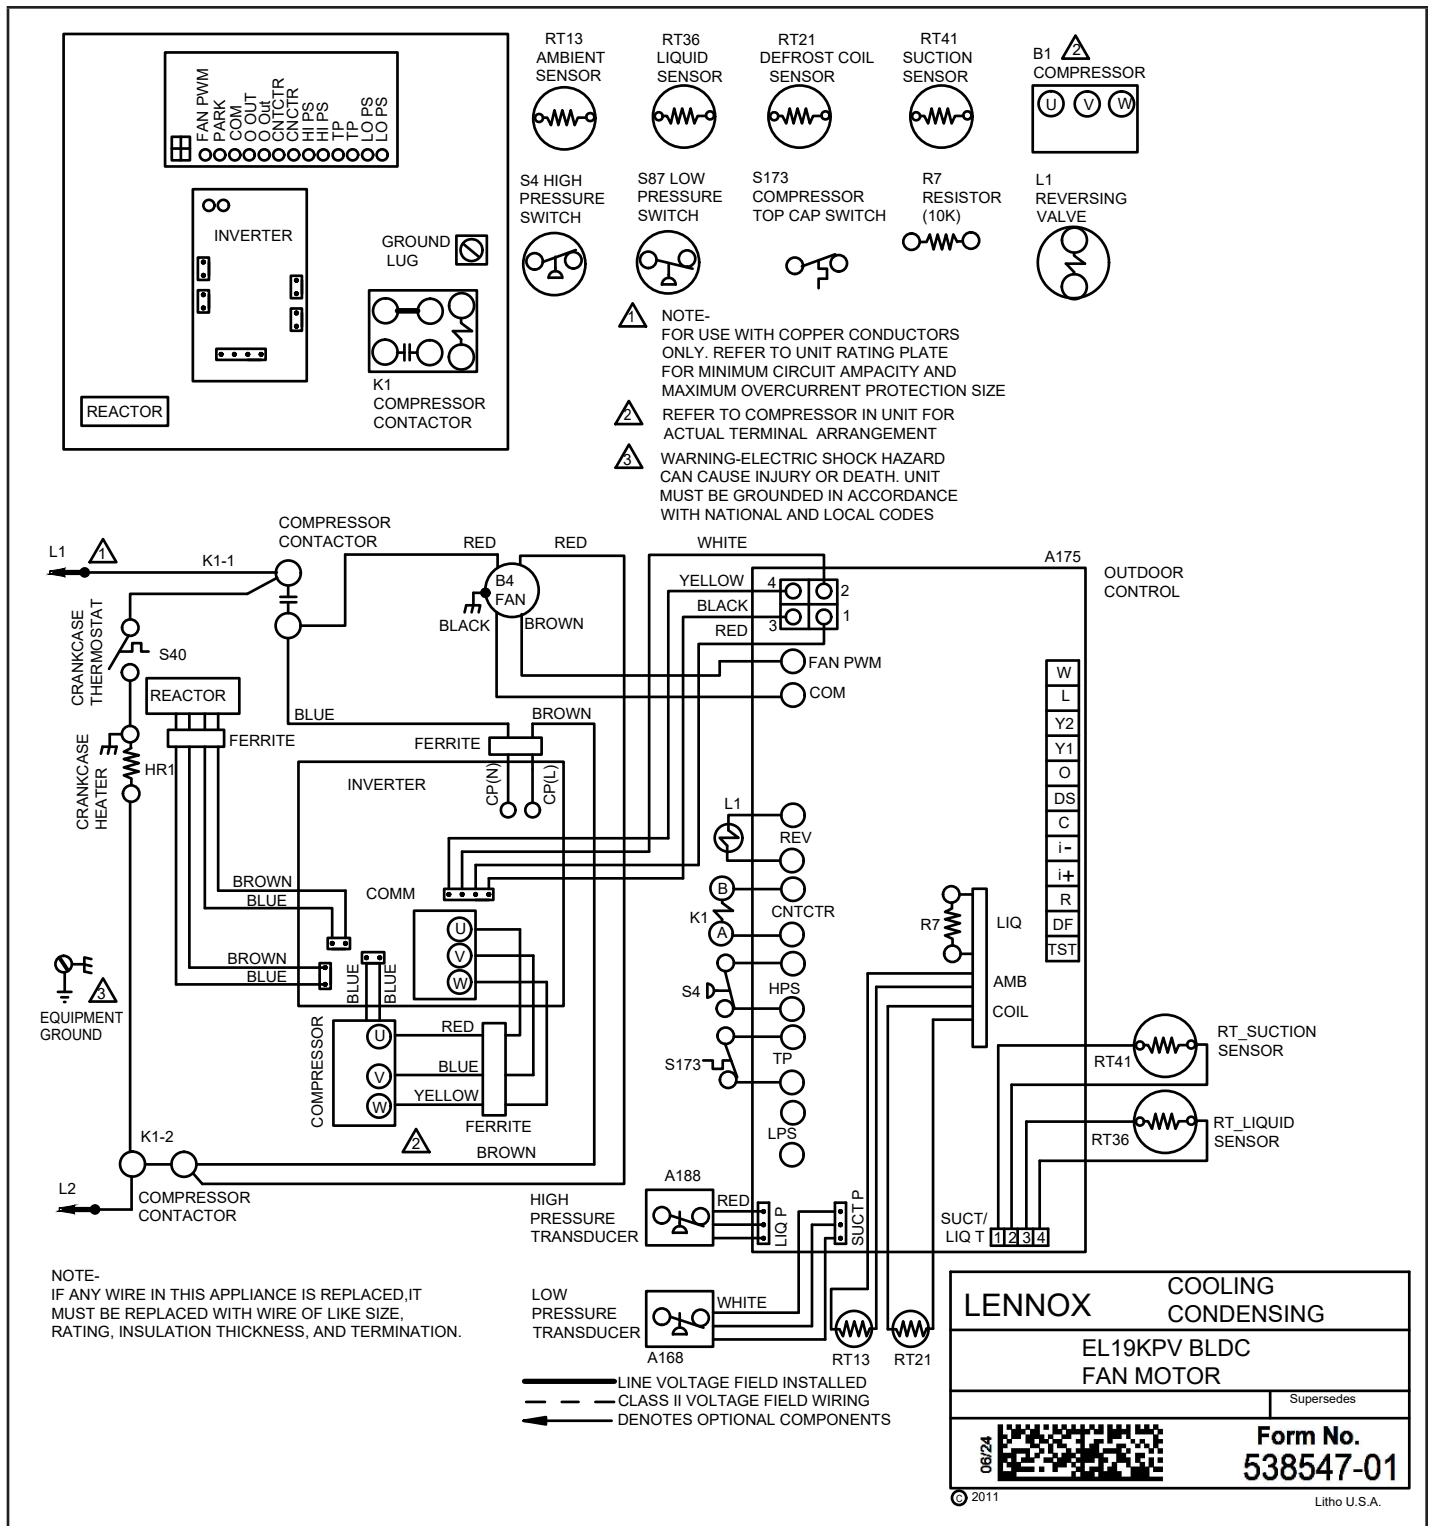 FAN PWM
PARK
COM
O OUT
O Out
CNTCTR
CNCTR
HI PS
HI PS
TP
TP
LO PS
LO PS
INVERTER
GROUND
LUG
K1
COMPRESSOR
CONTACTOR
REACTOR
RT13
AMBIENT
SENSOR
RT36
LIQUID
SENSOR
RT21
DEFROST COIL
SENSOR
RT41
SUCTION
SENSOR
B1
2
COMPRESSOR
U V W
S4 HIGH
PRESSURE
SWITCH
S87 LOW
PRESSURE
SWITCH
S173
COMPRESSOR
TOP CAP SWITCH
R7
RESISTOR
(10K)
L1
REVERSING
VALVE
1
NOTE-
FOR USE WITH COPPER CONDUCTORS
ONLY. REFER TO UNIT RATING PLATE
FOR MINIMUM CIRCUIT AMPACITY AND
MAXIMUM OVERCURRENT PROTECTION SIZE
2
REFER TO COMPRESSOR IN UNIT FOR
ACTUAL TERMINAL ARRANGEMENT
3
WARNING-ELECTRIC SHOCK HAZARD
CAN CAUSE INJURY OR DEATH. UNIT
MUST BE GROUNDED IN ACCORDANCE
WITH NATIONAL AND LOCAL CODES
L1
1
K1-1
COMPRESSOR
CONTACTOR
RED
RED
B4
FAN
BLACK
BROWN
WHITE
YELLOW
BLACK
RED
4
2
3
1
A175
OUTDOOR
CONTROL
FAN PWM
COM
CRANKCASE
THERMOSTAT
S40
REACTOR
FERRITE
BLUE
BROWN
FERRITE
CRANKCASE
HEATER
HR1
INVERTER
CP(N)
CP(L)
W
L
Y2
Y1
O
DS
C
i-
i+
R
DF
TST
L1
REV
B
K1
A
CNTCTR
S4
HPS
S173
TP
LPS
R7
LIQ
AMB
COIL
BROWN
BLUE
COMM
BROWN
BLUE
U
V
W
BLUE
BLUE
3
EQUIPMENT
GROUND
COMPRESSOR
U
V
W
RED
BLUE
YELLOW
FERRITE
2
BROWN
RT41
RT_SUCTION
SENSOR
RT36
RT_LIQUID
SENSOR
K1-2
L2
COMPRESSOR
CONTACTOR
HIGH
PRESSURE
TRANSDUCER
A188
RED
LIQ P
SUCT P
SUCT/
LIQ T
1 2 3 4
LOW
PRESSURE
TRANSDUCER
WHITE
A168
RT13
RT21
NOTE-
IF ANY WIRE IN THIS APPLIANCE IS REPLACED,IT
MUST BE REPLACED WITH WIRE OF LIKE SIZE,
RATING, INSULATION THICKNESS, AND TERMINATION.
LINE VOLTAGE FIELD INSTALLED
CLASS II VOLTAGE FIELD WIRING
DENOTES OPTIONAL COMPONENTS
LENNOX
COOLING
CONDENSING
EL19KPV BLDC
FAN MOTOR
Supersedes
06/24
Form No.
538547-01
© 2011
Litho U.S.A.